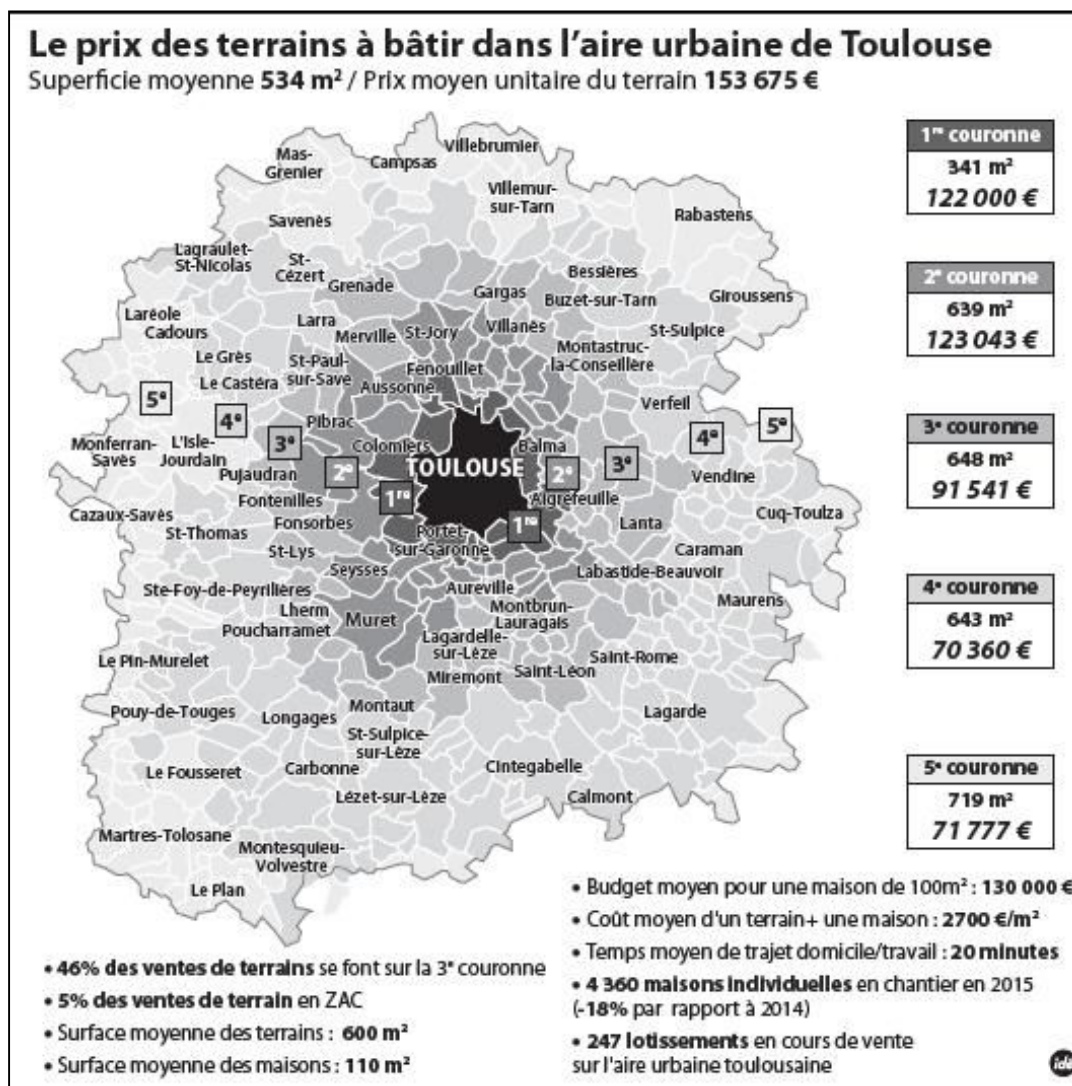 Le prix des terrains à bâtir dans l’aire urbaine de Toulouse
Superficie moyenne 534 m² / Prix moyen unitaire du terrain 153 675 €
Mas-
Grenier
Campsas
Villebrumier
Villemur-
sur-Tarn
Rabastens
Savenès
Lagraulet-
St-Nicolas
St-
Cézert
Grenade
Gargas
Bessières
Buzet-sur-Tarn
Giroussens
Laréole
Cadours
Larra
Merville
St-Jory
Villanès
St-Sulpice
Le Grès
St-Paul-
sur-Save
Montastruc-
la-Conseillère
Fenouillet
Le Castéra
Aussonne
5e
4e
Pibrac
Verfeil
4e
5e
Monferran-
Savès
L'Isle-
Jourdain
3e
Colomiers
Balma
Pujaudran
2e
TOULOUSE
2e
3e
Vendine
Fontenilles
1re
Aigrefeuille
Cazaux-Savès
Fonsorbes
1re
Lanta
Cuq-Toulza
St-Thomas
Portet-
sur-Garonne
St-Lys
Caraman
Seysses
Labastide-Beauvoir
Ste-Foy-de-Peyrilières
Aureville
Maurens
Lherm
Muret
Montbrun-
Lauragais
Poucharramet
Lagardelle-
sur-Lèze
Le Pin-Murelet
Saint-Rome
Miremont
Saint-Léon
Pouy-de-Touges
Longages
Montaut
Lagarde
St-Sulpice-
sur-Lèze
Le Fousseret
Carbonne
Cintegabelle
Lézet-sur-Lèze
Calmont
Martres-Tolosane
Montesquieu-
Volvestre
Le Plan
1re couronne
341 m²
122 000 €
2e couronne
639 m²
123 043 €
3e couronne
648 m²
91 541 €
4e couronne
643 m²
70 360 €
5e couronne
719 m²
71 777 €
• 46% des ventes de terrains se font sur la 3e couronne
• 5% des ventes de terrain en ZAC
• Surface moyenne des terrains : 600 m²
• Surface moyenne des maisons : 110 m²
• Budget moyen pour une maison de 100m² : 130 000 €
• Coût moyen d'un terrain+ une maison : 2700 €/m²
• Temps moyen de trajet domicile/travail : 20 minutes
• 4 360 maisons individuelles en chantier en 2015
(-18% par rapport à 2014)
• 247 lotissements en cours de vente
sur l'aire urbaine toulousaine
idé